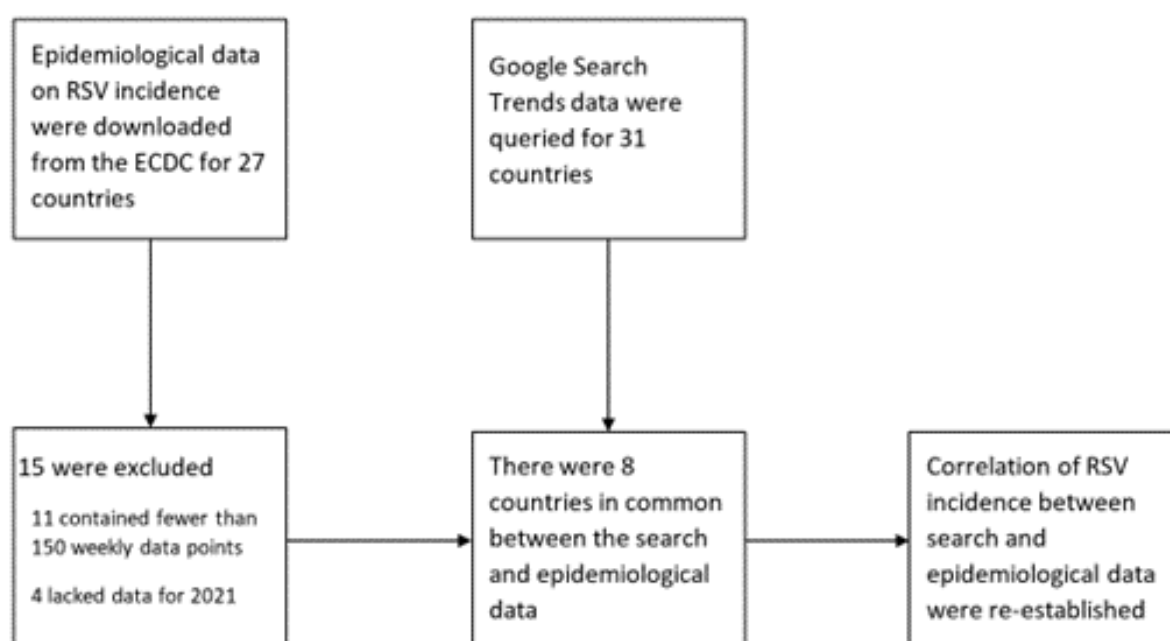 Epidemiological data
on RSV incidence
were downloaded
from the ECDC for 27
countries
Google Search
Trends data were
queried for 31
countries
15 were excluded
11 contained fewer than
150 weekly data points
4 lacked data for 2021
There were 8
countries in common
between the search
and epidemiological
data
Correlation of RSV
incidence between
search and
epidemiological data
were re-established